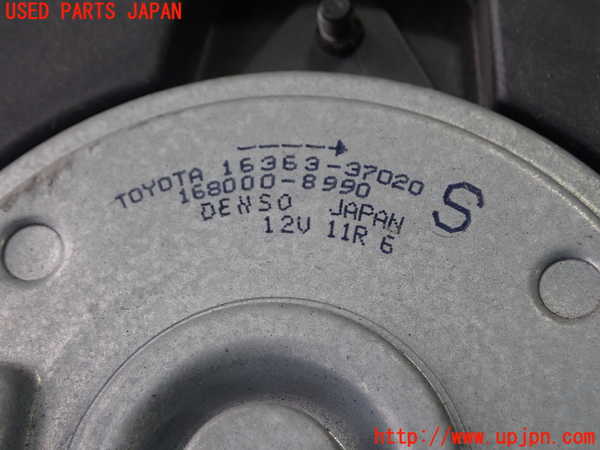 USED PARTS JAPAN
TOYOTA 16363-37020
168000-8990
DENSO JAPAN
12V 11R 6
S
http://www.upjpn.com/